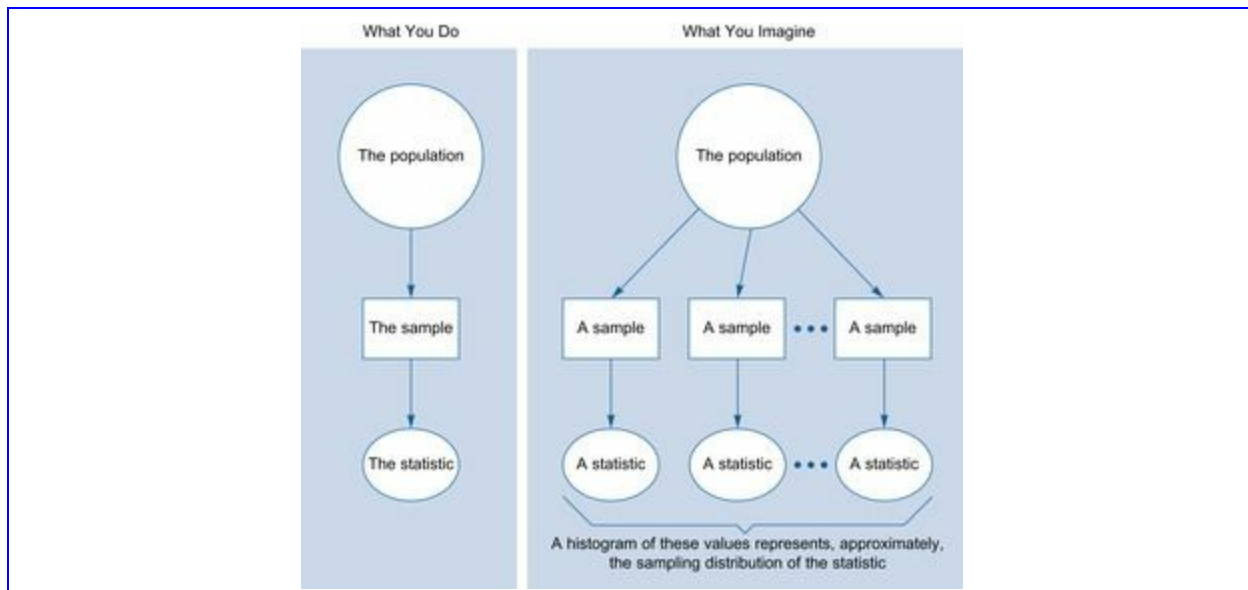 What You Do
What You Imagine
The population
The population
The sample
A sample
A sample
A sample
The statistic
A statistic
A statistic
A statistic
A histogram of these values represents, approximately,
the sampling distribution of the statistic